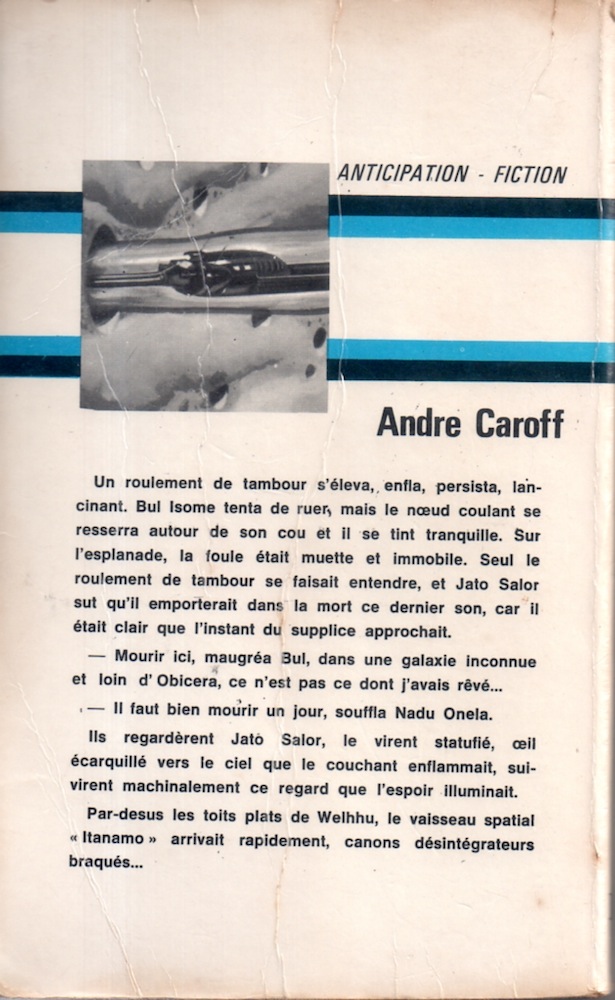 ANTICIPATION - FICTION
Andre Caroff
Un roulement de tambour s'éleva, enfla, persista, lan-
cinant. Bul Isome tenta de ruer, mais le nœud coulant se
resserra autour de son cou et il se tint tranquille. Sur
l'esplanade, la foule était muette et immobile. Seul le
roulement de tambour se faisait entendre, et Jato Salor
sut qu'il emporterait dans la mort ce dernier son, car il
était clair que l'instant du supplice approchait.
— Mourir ici, maugréa Bul, dans une galaxie inconnue
et loin d'Obicera, ce n'est pas ce dont j'avais rêvé...
— Il faut bien mourir un jour, souffla Nadu Onela.
Ils regardèrent Jato Salor, le virent statufié, œil
écarquillé vers le ciel que le couchant enflammait, sui-
virent machinalement ce regard que l'espoir illuminait.
Par-desus les toits plats de Welhhu, le vaisseau spatial
« Itanamo » arrivait rapidement, canons désintégrateurs
braqués...